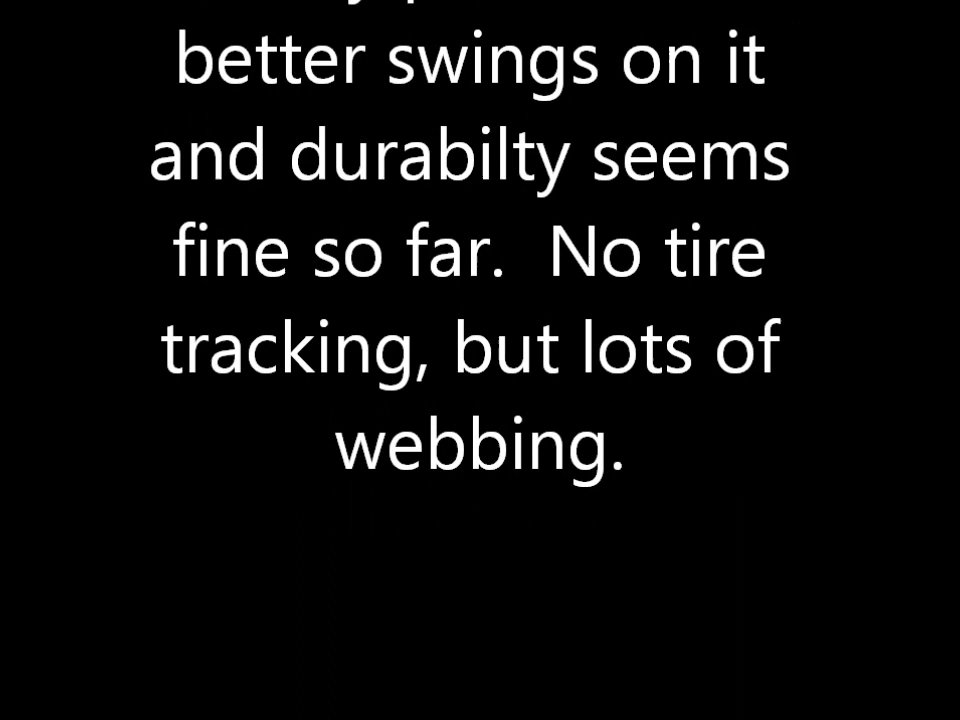 better swings on it
and durabilty seems
fine so far.  No tire
tracking, but lots of
webbing.